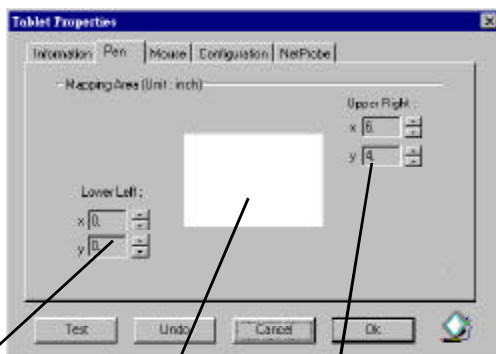 Tablet Properties
Information Pen Mouse Configuration NetProbe
Mapping Area (Unit : inch)
Upper Right :
x 6.
y 4.
Lower Left :
x 0.
y 0.
Test Undo Cancel Ok